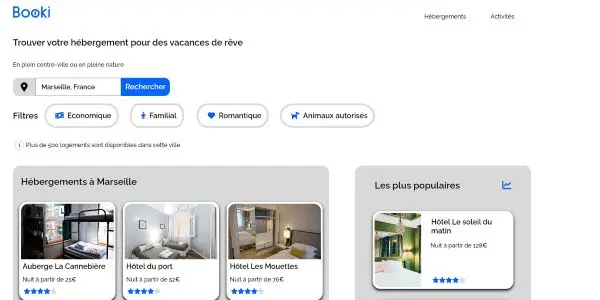 Booki
Hébergements
Activités
Trouver votre hébergement pour des vacances de rêve
En plein centre-ville ou en pleine nature
Marseille, France
Rechercher
Filtres
Economique
Familial
Romantique
Animaux autorisés
Plus de 500 logements sont disponibles dans cette ville
Hébergements à Marseille
Auberge La Cannebière
Nuit à partir de 25€
Hôtel du port
Nuit à partir de 52€
Hôtel Les Mouettes
Nuit à partir de 76€
Les plus populaires
Hôtel Le soleil du
matin
Nuit à partir de 128€